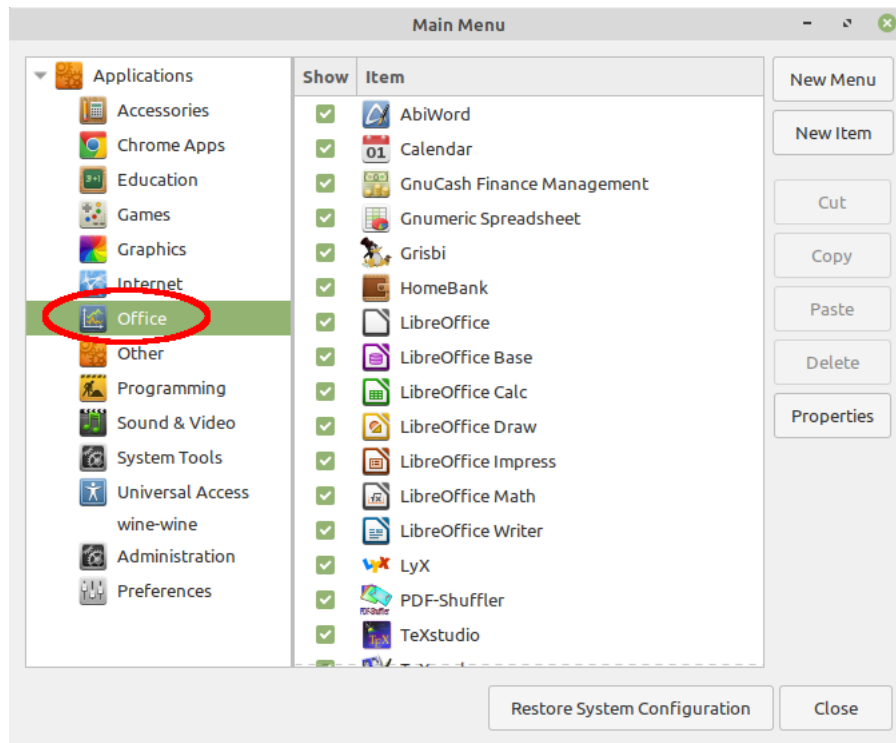 Main Menu
Applications
Accessories
Chrome Apps
Education
Games
Graphics
Internet
Office
Other
Programming
Sound & Video
System Tools
Universal Access
wine-wine
Administration
Preferences
Show Item
AbiWord
01 Calendar
GnuCash Finance Management
Gnumeric Spreadsheet
Grisbi
HomeBank
LibreOffice
LibreOffice Base
LibreOffice Calc
LibreOffice Draw
LibreOffice Impress
LibreOffice Math
LibreOffice Writer
LyX
PDF-Shuffler
TeXstudio
New Menu
New Item
Cut
Copy
Paste
Delete
Properties
Restore System Configuration
Close